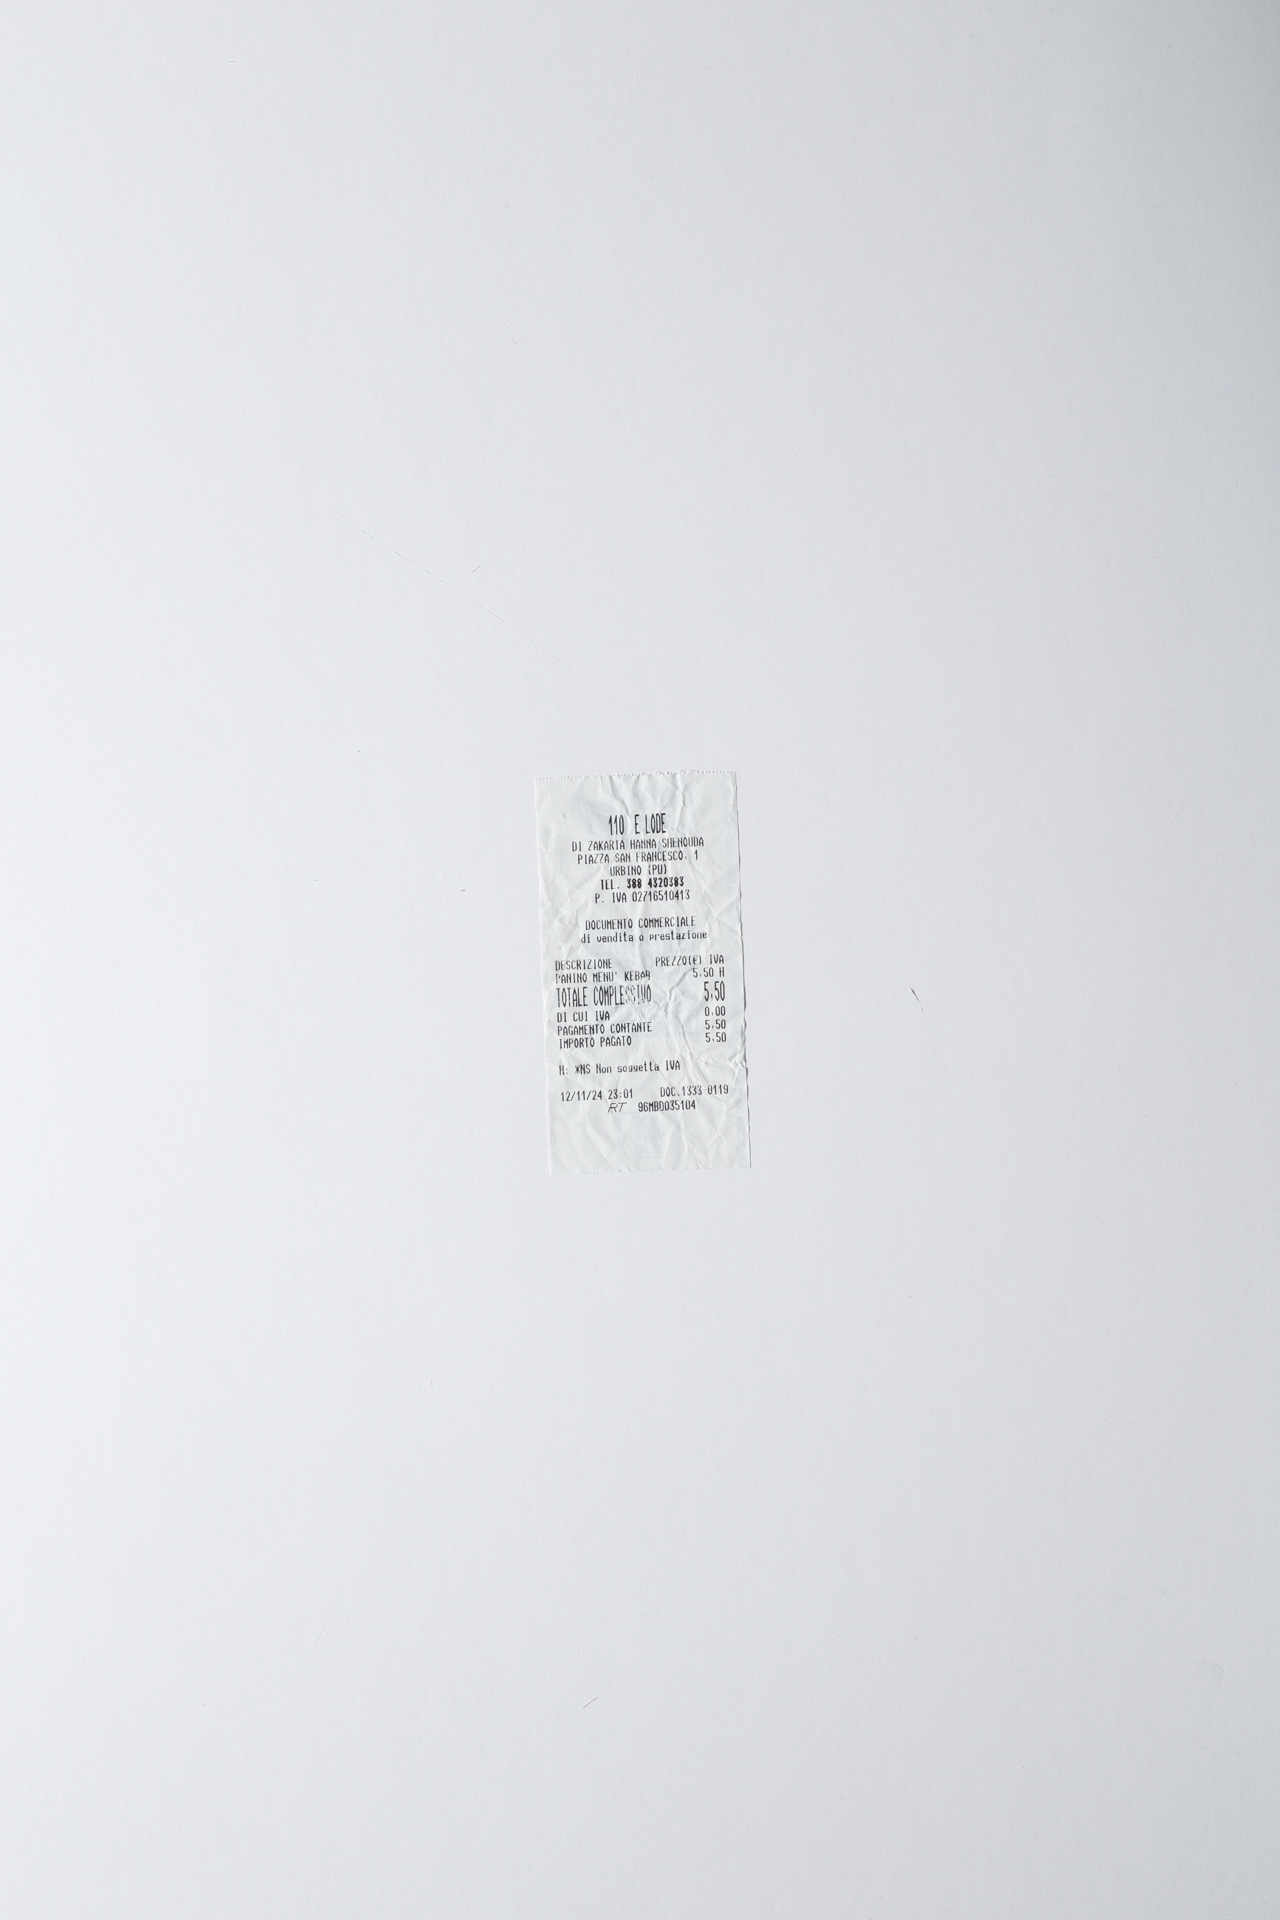 110 E LODE
DI ZAKARIA HANNA SHENOUDA
PIAZZA SAN FRANCESCO. 1
URBINO (PU)
TEL. 388 4320383
P. IVA 02716510413
DOCUMENTO COMMERCIALE
di vendita o prestazione
DESCRIZIONE PREZZO(€) IVA
PANINO MENU' KEBAB 5,50 H
TOTALE COMPLESSIVO 5,50
DI CUI IVA 0,00
PAGAMENTO CONTANTE 5,50
IMPORTO PAGATO 5,50
H: *NS Non soggetta IVA
12/11/24 23:01 DOC.1333-0119
RT 96MBD035104